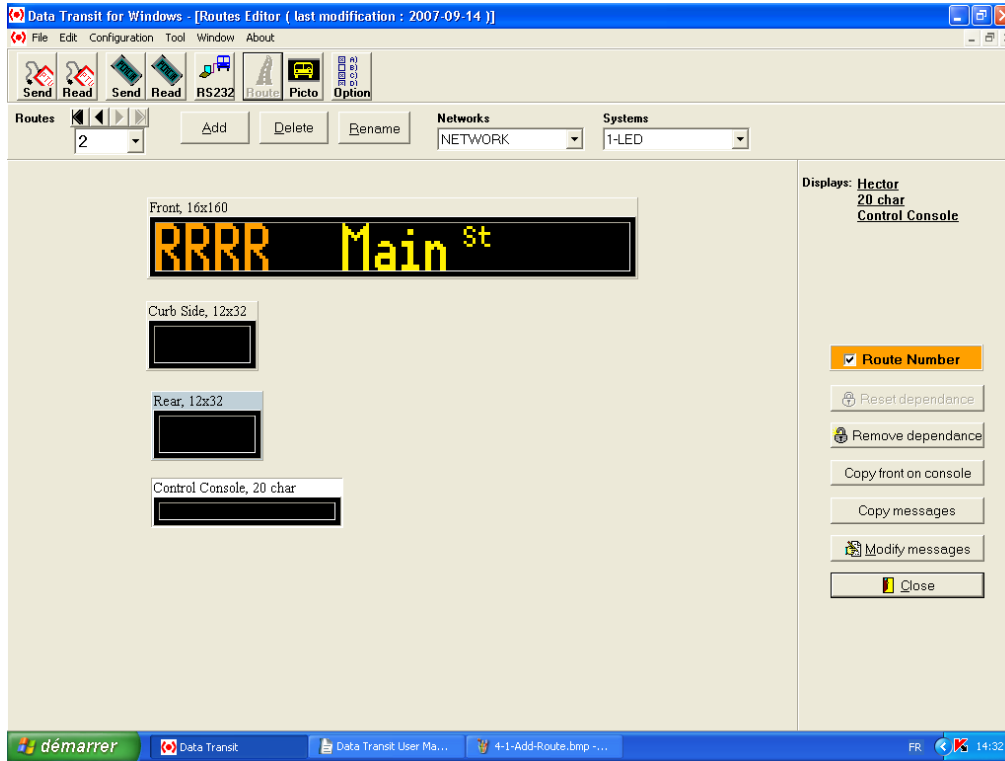 Data Transit for Windows - [Routes Editor ( last modification : 2007-09-14 )]
File Edit Configuration Tool Window About
Send Read Send Read RS232 Route Picto Option
A)
B)
C)
D)
Routes
2
Add Delete Rename
Networks
NETWORK
Systems
1-LED
Displays: Hector
20 char
Control Console
Front, 16x160
RRRR Main St
Curb Side, 12x32
Rear, 12x32
Control Console, 20 char
Route Number
Reset dependance
Remove dependance
Copy front on console
Copy messages
Modify messages
Close
démarrer Data Transit Data Transit User Ma... 4-1-Add-Route.bmp -... FR 14:32